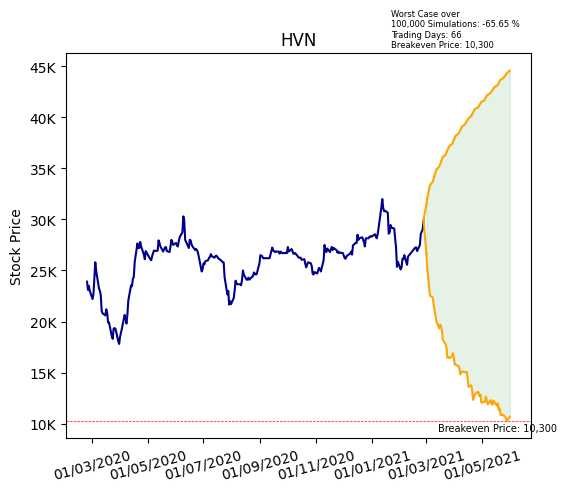 Worst Case over
100,000 Simulations: -65.65 %
Trading Days: 66
Breakeven Price: 10,300
HVN
Stock Price
45K
40K
35K
30K
25K
20K
15K
10K
Breakeven Price: 10,300
01/03/2020
01/05/2020
01/07/2020
01/09/2020
01/11/2020
01/01/2021
01/03/2021
01/05/2021